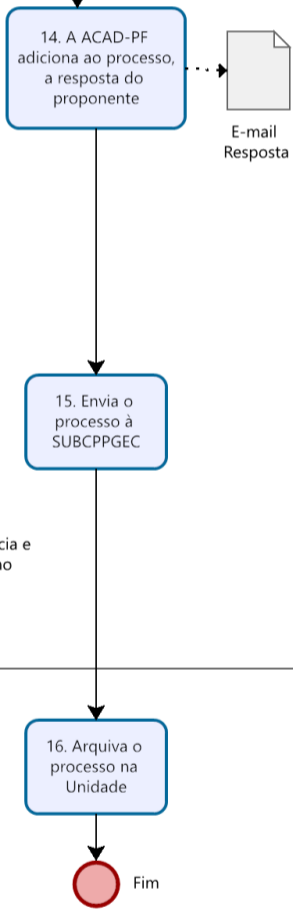 14. A ACAD-PF
adiciona ao processo,
a resposta do
proponente
E-mail
Resposta
15. Envia o
processo à
SUBCPPGEC
cia e
16. Arquiva o
processo na
Unidade
Fim